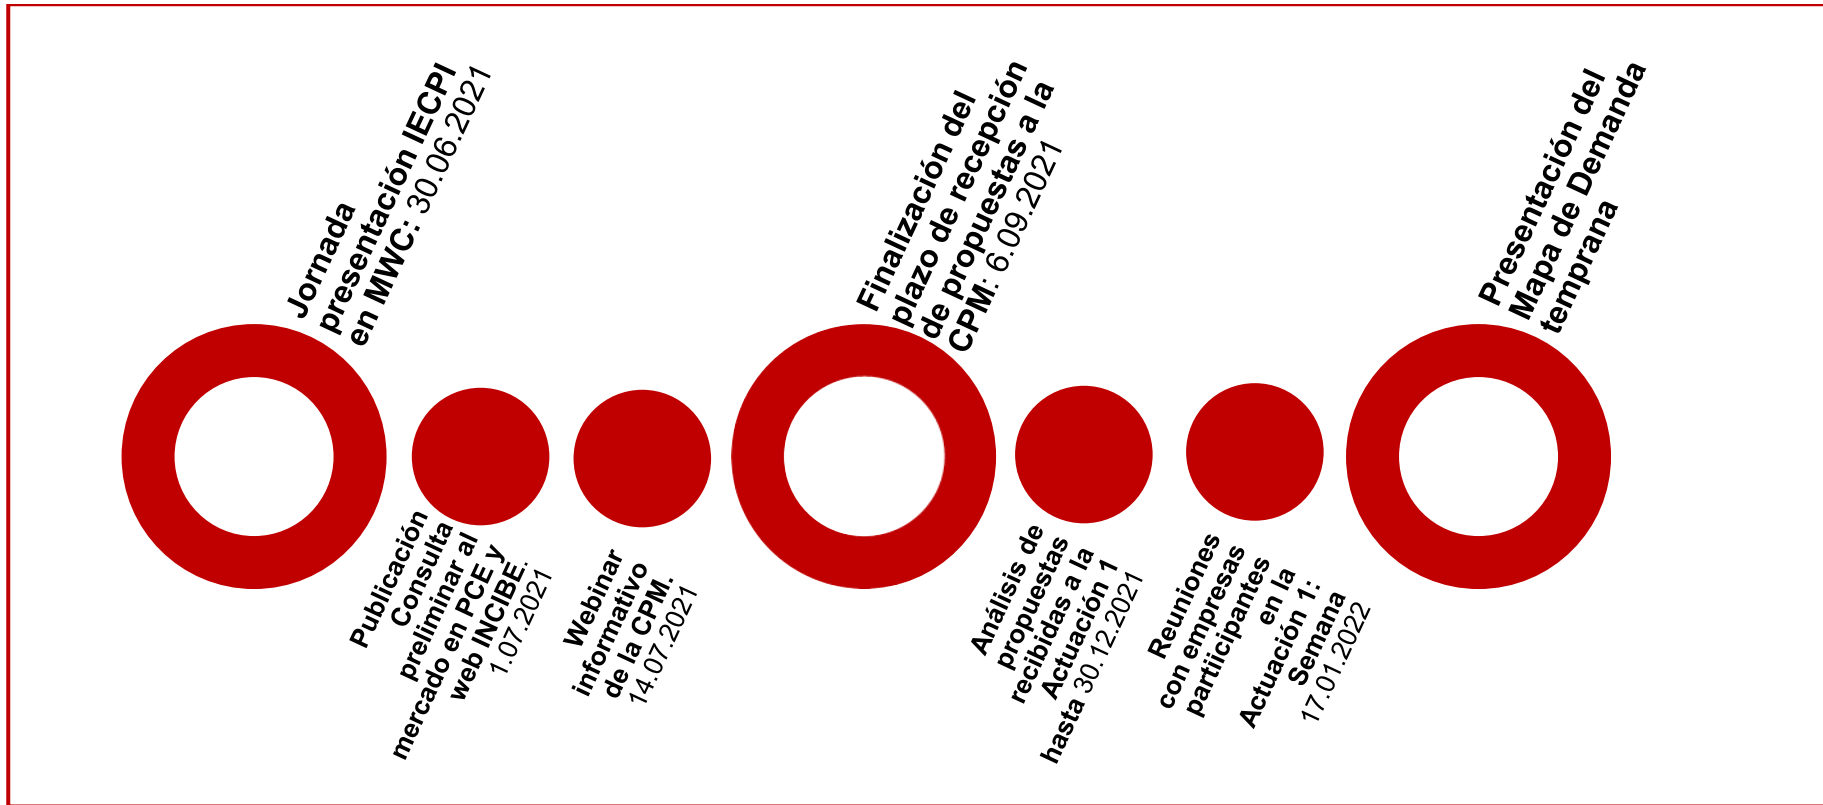 Jornada
presentación IECPI
en MWC: 30.06.2021
Publicación
Consulta
preliminar al
mercado en PCE y
web INCIBE.
1.07.2021
Webinar
informativo
de la CPM.
14.07.2021
Finalización del
plazo de recepción
de propuestas a la
CPM: 6.09.2021
Análisis de
propuestas
recibidas a la
Actuación 1
hasta 30.12.2021
Reuniones
con empresas
partiicipantes
en la
Actuación 1:
Semana
17.01.2022
Presentación del
Mapa de Demanda
temprana